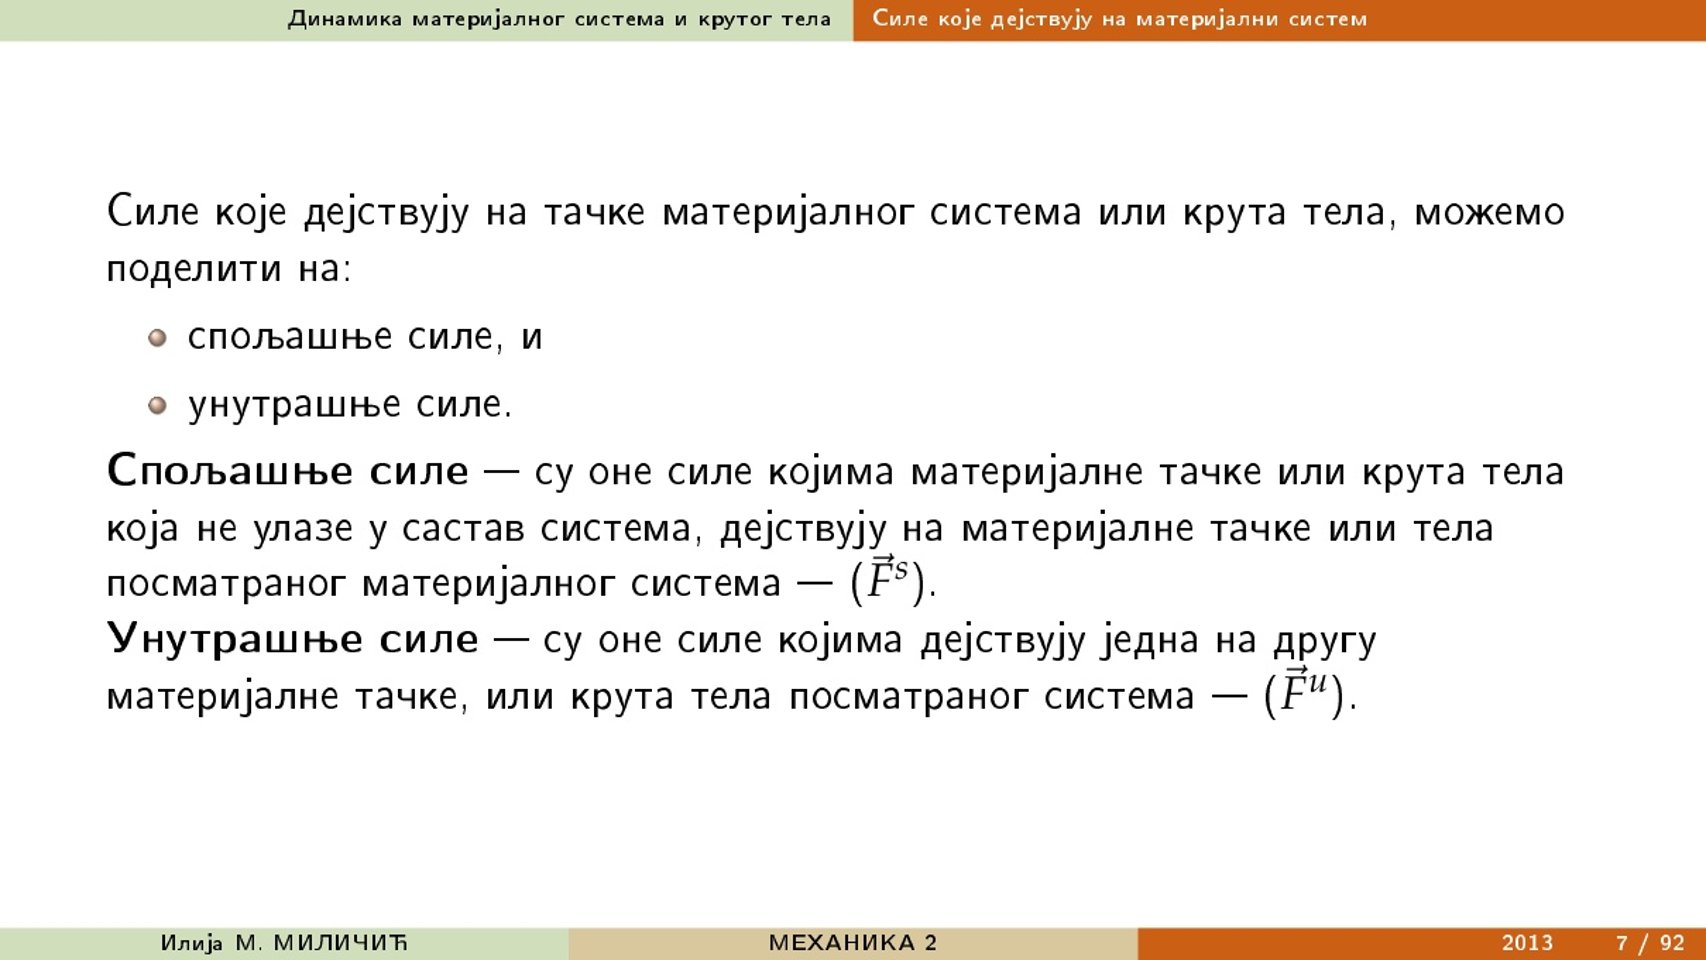 Динамика материјалног система и крутог тела
Силе које дејствују на материјални систем
Силе које дејствују на тачке материјалног система или крута тела, можемо
поделити на:
спољашње силе, и
унутрашње силе.
Спољашње силе — су оне силе којима материјалне тачке или крута тела
која не улазе у састав система, дејствују на материјалне тачке или тела
посматраног материјалног система — (F⃗ˢ).
Унутрашње силе — су оне силе којима дејствују једна на другу
материјалне тачке, или крута тела посматраног система — (F⃗ᵘ).
Илија М. МИЛИЧИЋ
МЕХАНИКА 2
2013 7 / 92